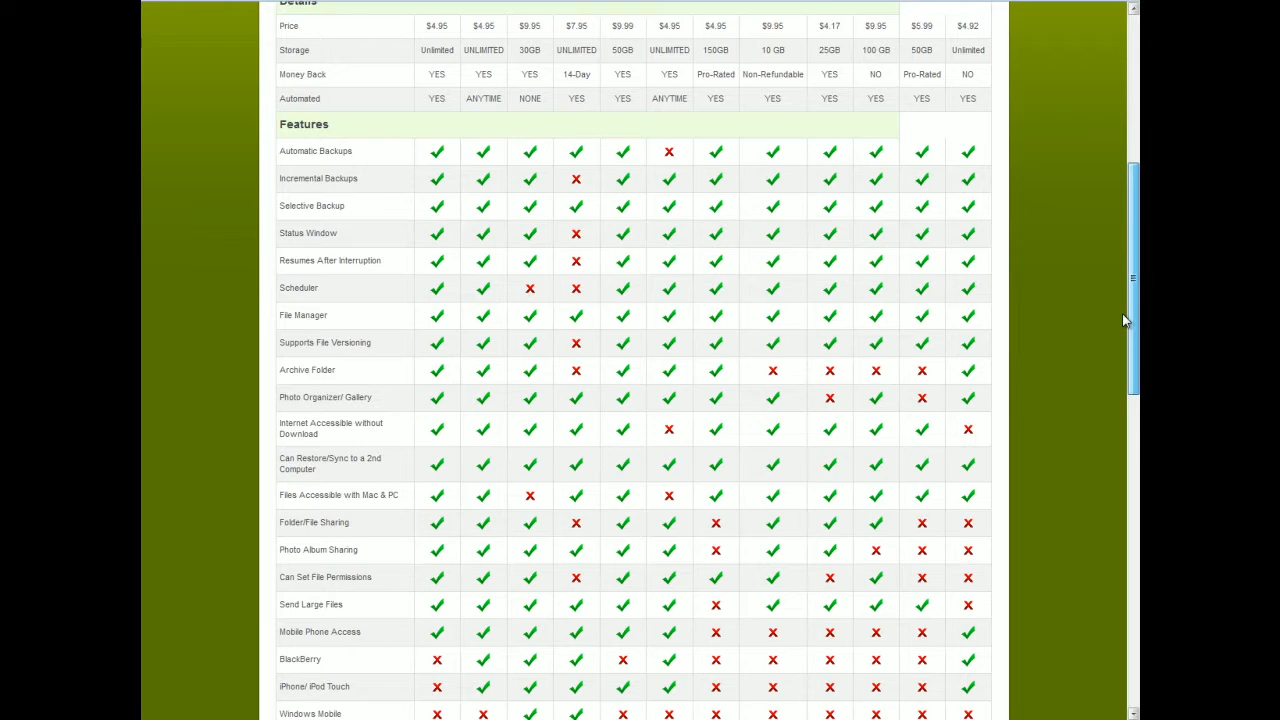 Details
Price $4.95 $4.95 $9.95 $7.95 $9.99 $4.95 $4.95 $9.95 $4.17 $9.95 $5.99 $4.92
Storage Unlimited UNLIMITED 30GB UNLIMITED 50GB UNLIMITED 150GB 10 GB 25GB 100 GB 50GB Unlimited
Money Back YES YES YES 14-Day YES YES Pro-Rated Non-Refundable YES NO Pro-Rated NO
Automated YES ANYTIME NONE YES YES ANYTIME YES YES YES YES YES YES
Features
Automatic Backups
Incremental Backups
Selective Backup
Status Window
Resumes After Interruption
Scheduler
File Manager
Supports File Versioning
Archive Folder
Photo Organizer/ Gallery
Internet Accessible without
Download
Can Restore/Sync to a 2nd
Computer
Files Accessible with Mac & PC
Folder/File Sharing
Photo Album Sharing
Can Set File Permissions
Send Large Files
Mobile Phone Access
BlackBerry
iPhone/ iPod Touch
Windows Mobile